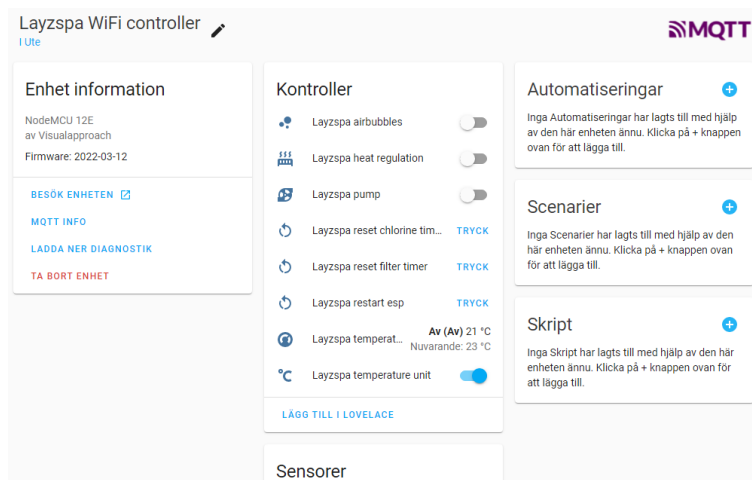 Layzspa WiFi controller
I Ute
MQTT
Enhet information
NodeMCU 12E
av Visualapproach
Firmware: 2022-03-12
BESÖK ENHETEN
MQTT INFO
LADDA NER DIAGNOSTIK
TA BORT ENHET
Kontroller
Layzspa airbubbles
Layzspa heat regulation
Layzspa pump
Layzspa reset chlorine tim... TRYCK
Layzspa reset filter timer TRYCK
Layzspa restart esp TRYCK
Layzspa temperat... Av (Av) 21 °C
Nuvarande: 23 °C
°C Layzspa temperature unit
LÄGG TILL I LOVELACE
Sensorer
Automatiseringar
Inga Automatiseringar har lagts till med hjälp
av den här enheten ännu. Klicka på + knappen
ovan för att lägga till.
Scenarier
Inga Scenarier har lagts till med hjälp av den
här enheten ännu. Klicka på + knappen ovan
för att lägga till.
Skript
Inga Skript har lagts till med hjälp av den här
enheten ännu. Klicka på + knappen ovan för
att lägga till.